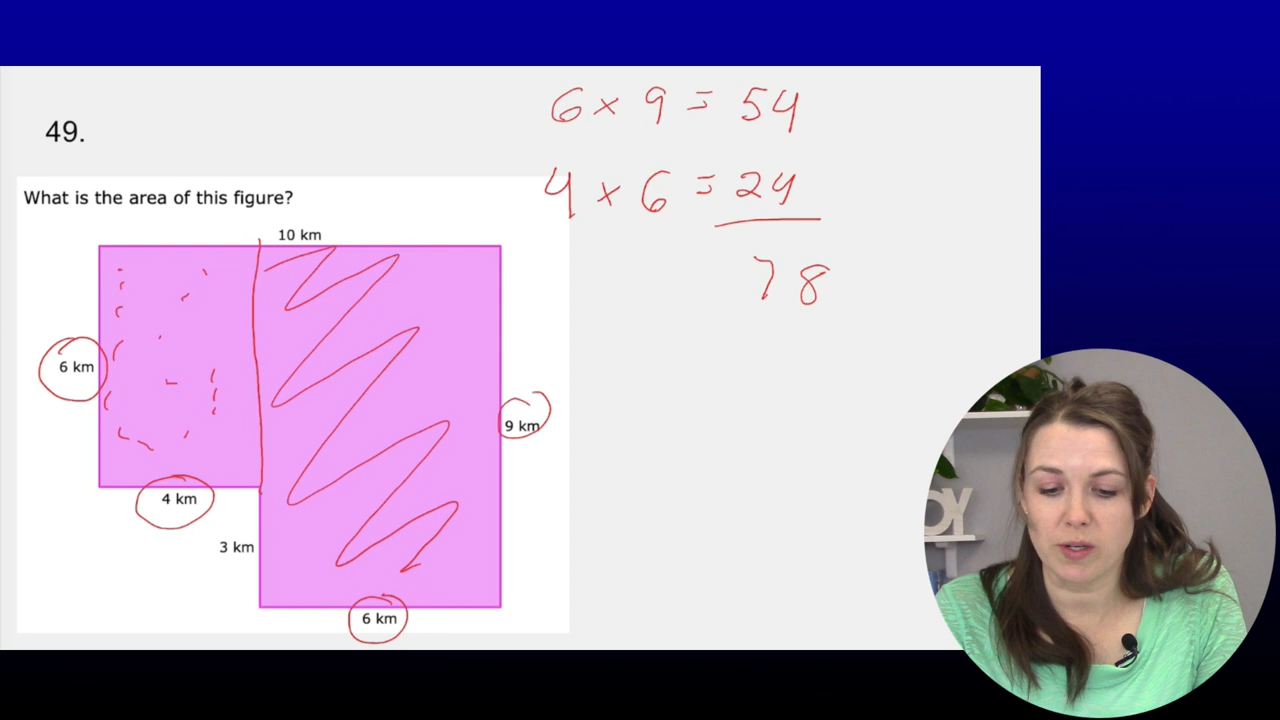 49.
6 × 9 = 54
4 × 6 = 24
78
What is the area of this figure?
10 km
6 km
9 km
4 km
3 km
6 km
OY